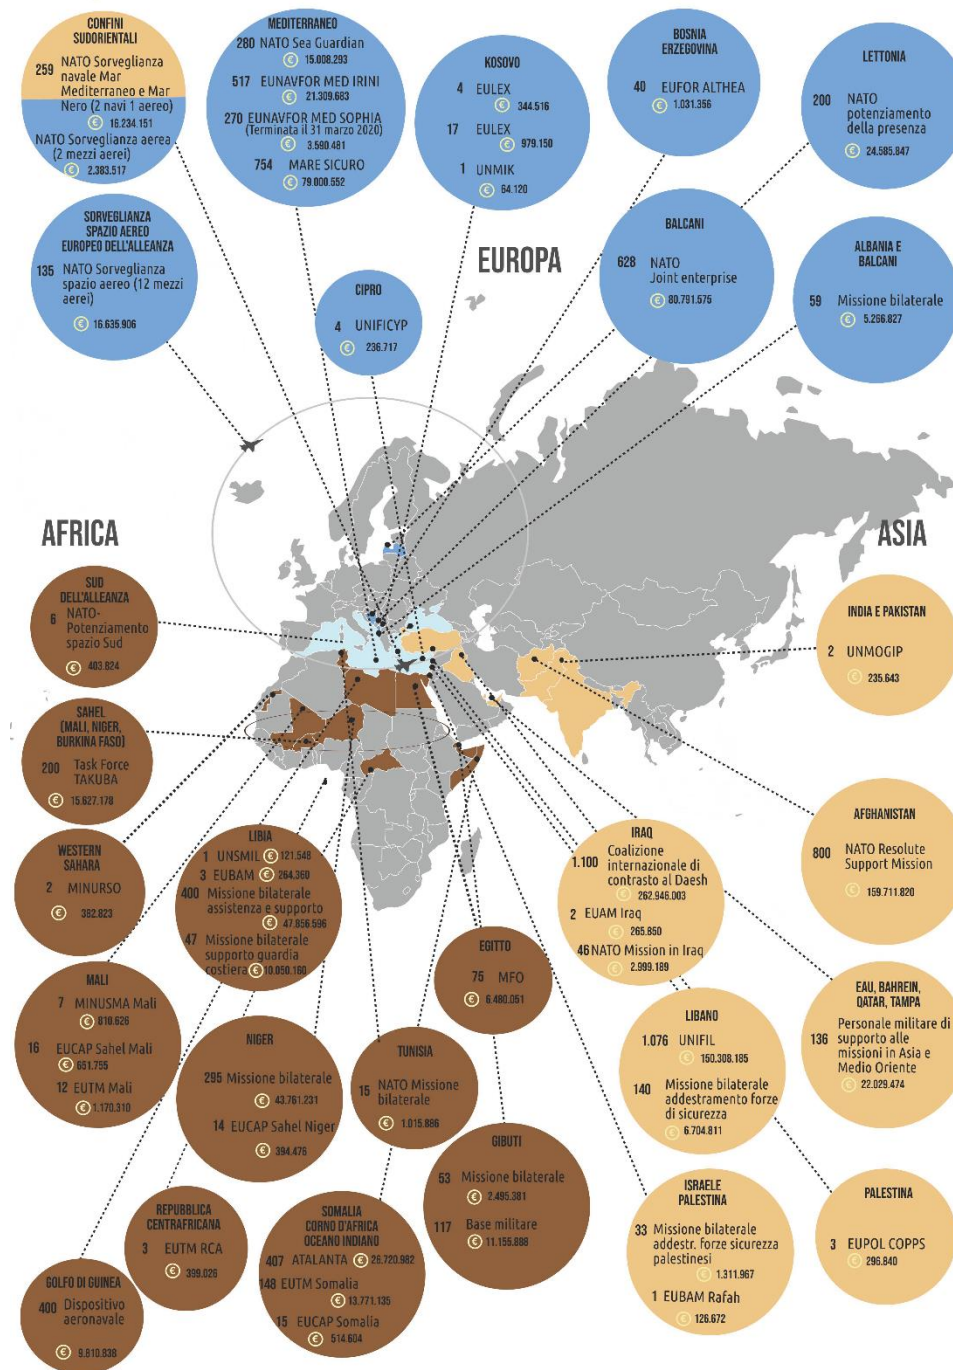 CONFINI
SUDORIENTALI
259 NATO Sorveglianza
navale Mar
Mediterraneo e Mar
Nero (2 navi 1 aereo)
€ 16.234.151
NATO Sorveglianza aerea
(2 mezzi aerei)
€ 2.383.517
MEDITERRANEO
280 NATO Sea Guardian
€ 15.008.293
517 EUNAVFOR MED IRINI
€ 21.309.683
270 EUNAVFOR MED SOPHIA
(Terminata il 31 marzo 2020)
€ 3.590.481
754 MARE SICURO
€ 79.000.552
KOSOVO
4 EULEX
€ 344.516
17 EULEX
€ 979.150
1 UNMIK
€ 64.120
BOSNIA
ERZEGOVINA
40 EUFOR ALTHEA
€ 1.031.356
LETTONIA
200 NATO
potenziamento
della presenza
€ 24.585.847
SORVEGLIANZA
SPAZIO AEREO
EUROPEO DELL'ALLEANZA
135 NATO Sorveglianza
spazio aereo (12 mezzi
aerei)
€ 16.635.906
EUROPA
CIPRO
4 UNIFICYP
€ 236.717
BALCANI
628 NATO
Joint enterprise
€ 80.791.575
ALBANIA E
BALCANI
59 Missione bilaterale
€ 5.266.827
AFRICA
ASIA
SUD
DELL'ALLEANZA
6 NATO-
Potenziamento
spazio Sud
€ 403.824
INDIA E PAKISTAN
2 UNMOGIP
€ 235.643
SAHEL
(MALI, NIGER,
BURKINA FASO)
200 Task Force
TAKUBA
€ 15.627.178
WESTERN
SAHARA
2 MINURSO
€ 382.823
LIBIA
1 UNSMIL € 121.548
3 EUBAM € 264.360
400 Missione bilaterale
assistenza e supporto
€ 47.856.596
47 Missione bilaterale
supporto guardia
costiera € 10.050.160
IRAQ
1.100 Coalizione
internazionale di
contrasto al Daesh
€ 262.946.003
2 EUAM Iraq
€ 265.850
46 NATO Mission in Iraq
€ 2.999.189
AFGHANISTAN
800 NATO Resolute
Support Mission
€ 159.711.820
MALI
7 MINUSMA Mali
€ 810.626
16 EUCAP Sahel Mali
€ 661.755
12 EUTM Mali
€ 1.170.310
EGITTO
75 MFO
€ 6.480.051
NIGER
295 Missione bilaterale
€ 43.761.231
14 EUCAP Sahel Niger
€ 394.476
TUNISIA
15 NATO Missione
bilaterale
€ 1.015.886
LIBANO
1.076 UNIFIL
€ 150.308.185
140 Missione bilaterale
addestramento forze
di sicurezza
€ 6.704.811
EAU, BAHREIN,
QATAR, TAMPA
136 Personale militare di
supporto alle
missioni in Asia e
Medio Oriente
€ 22.029.474
GIBUTI
53 Missione bilaterale
€ 2.495.381
117 Base militare
€ 11.155.888
REPUBBLICA
CENTRAFRICANA
3 EUTM RCA
€ 399.026
SOMALIA
CORNO D'AFRICA
OCEANO INDIANO
407 ATALANTA € 26.720.982
148 EUTM Somalia
€ 13.771.135
15 EUCAP Somalia
€ 514.604
ISRAELE
PALESTINA
33 Missione bilaterale
addestr. forze sicurezza
palestinesi
€ 1.311.967
1 EUBAM Rafah
€ 126.672
PALESTINA
3 EUPOL COPPS
€ 296.840
GOLFO DI GUINEA
400 Dispositivo
aeronavale
€ 9.810.838